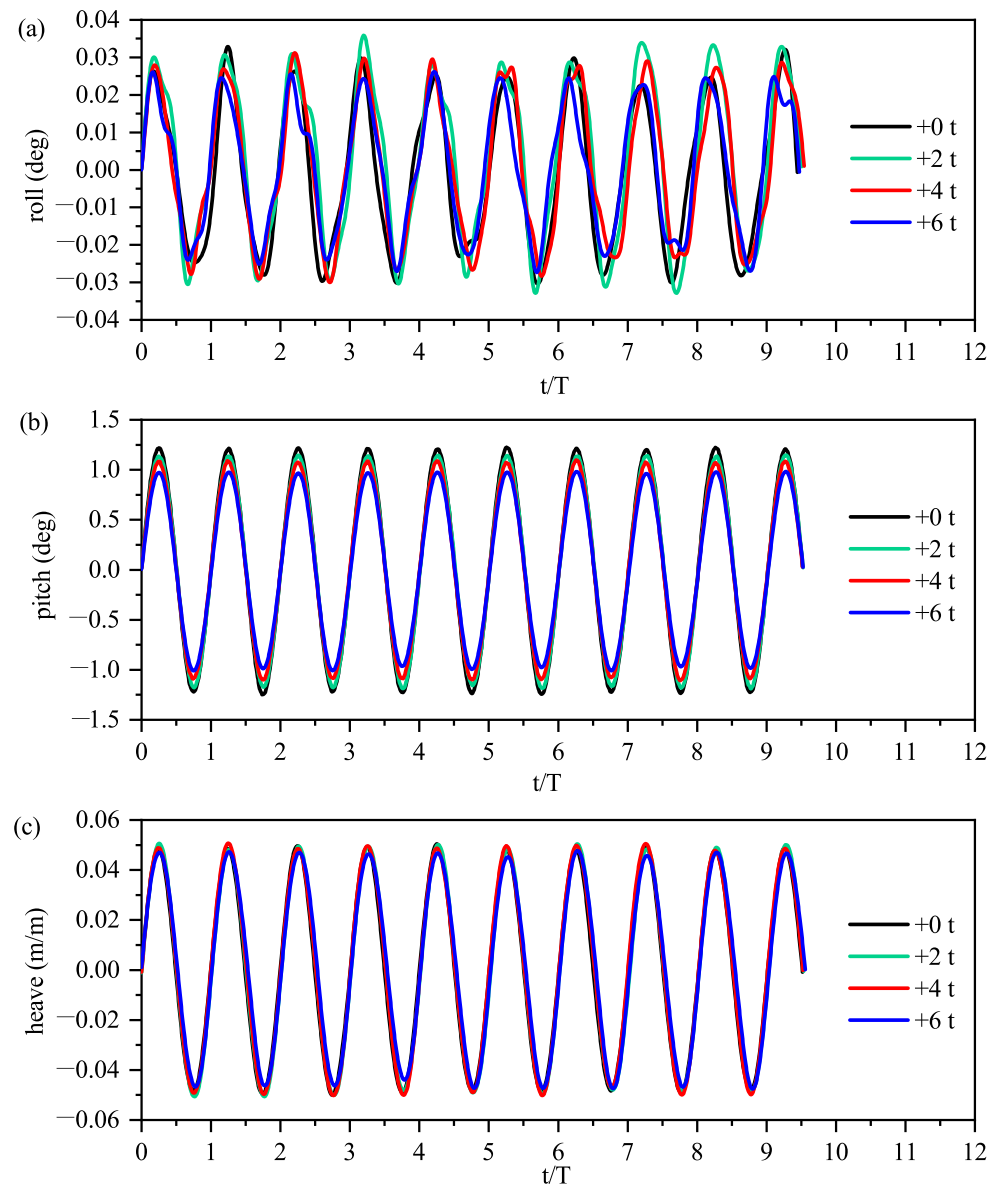 (a)
0.04
0.03
0.02
0.01
0.00
−0.01
−0.02
−0.03
−0.04
roll (deg)
+0 t
+2 t
+4 t
+6 t
0 1 2 3 4 5 6 7 8 9 10 11 12
t/T
(b)
1.5
1.0
0.5
0.0
−0.5
−1.0
−1.5
pitch (deg)
+0 t
+2 t
+4 t
+6 t
0 1 2 3 4 5 6 7 8 9 10 11 12
t/T
(c)
0.06
0.04
0.02
0.00
−0.02
−0.04
−0.06
heave (m/m)
+0 t
+2 t
+4 t
+6 t
0 1 2 3 4 5 6 7 8 9 10 11 12
t/T